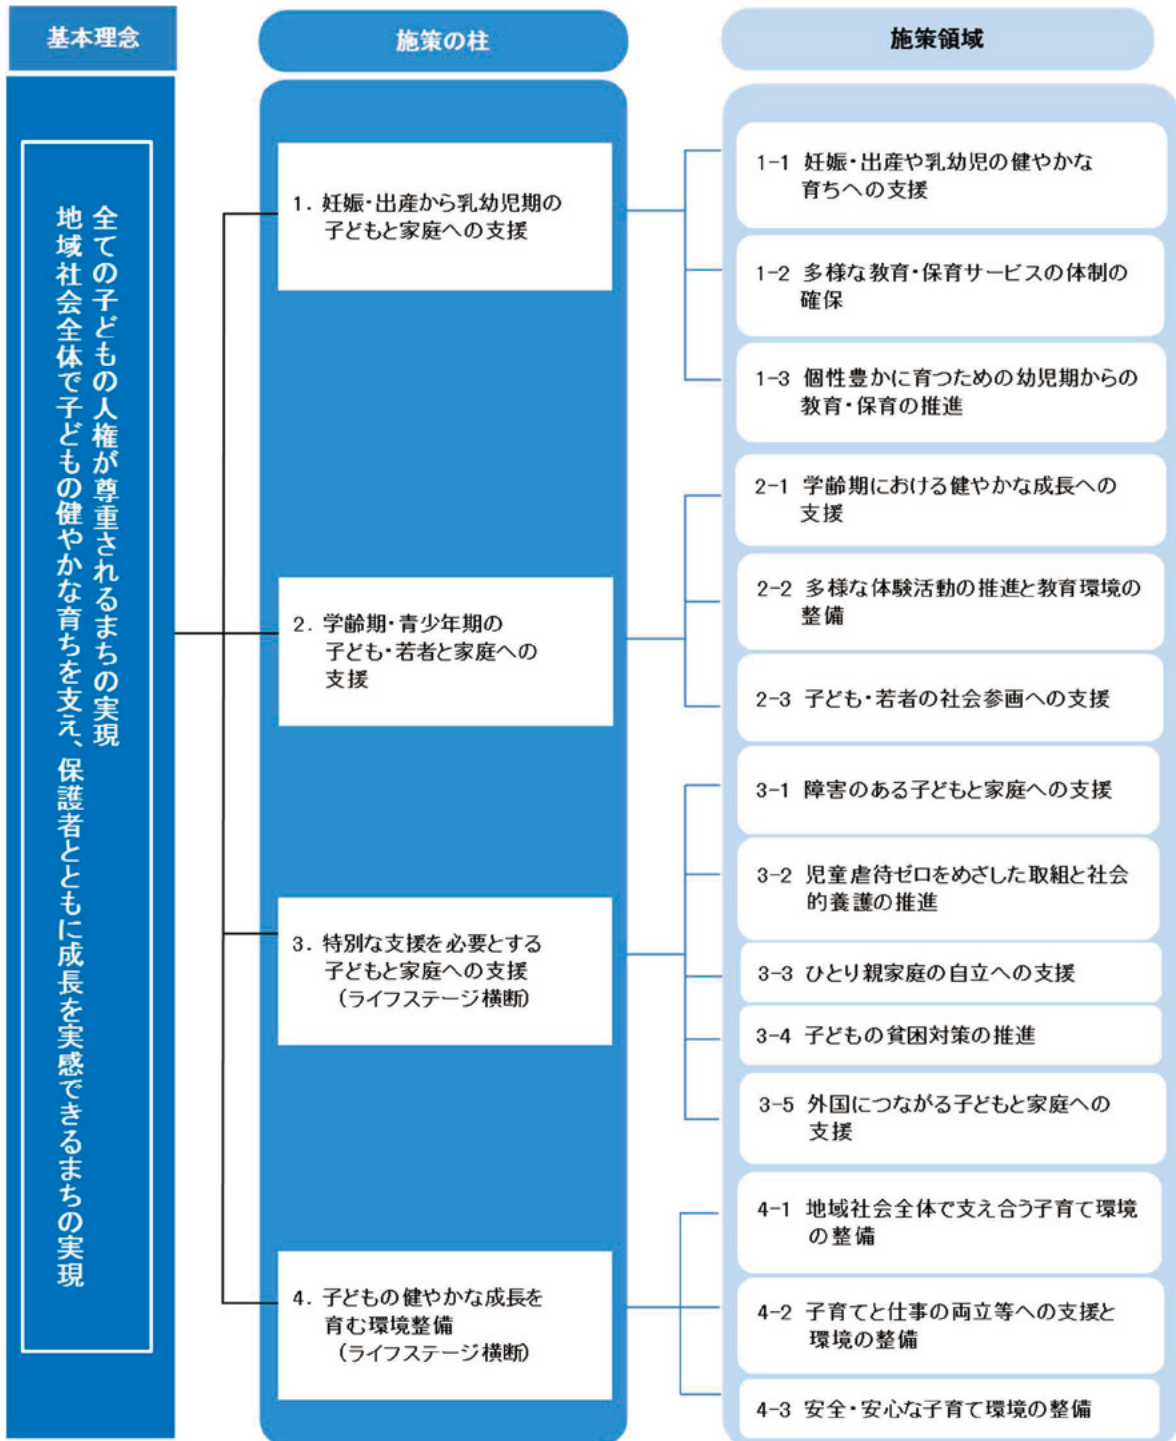 基本理念
施策の柱
施策領域
全ての子どもの人権が尊重されるまちの実現
地域社会全体で子どもの健やかな育ちを支え、保護者とともに成長を実感できるまちの実現
1. 妊娠・出産から乳幼児期の
子どもと家庭への支援
1-1 妊娠・出産や乳幼児の健やかな
育ちへの支援
1-2 多様な教育・保育サービスの体制の
確保
1-3 個性豊かに育つための幼児期からの
教育・保育の推進
2. 学齢期・青少年期の
子ども・若者と家庭への
支援
2-1 学齢期における健やかな成長への
支援
2-2 多様な体験活動の推進と教育環境の
整備
2-3 子ども・若者の社会参画への支援
3. 特別な支援を必要とする
子どもと家庭への支援
(ライフステージ横断)
3-1 障害のある子どもと家庭への支援
3-2 児童虐待ゼロをめざした取組と社会
的養護の推進
3-3 ひとり親家庭の自立への支援
3-4 子どもの貧困対策の推進
3-5 外国につながる子どもと家庭への
支援
4. 子どもの健やかな成長を
育む環境整備
(ライフステージ横断)
4-1 地域社会全体で支え合う子育て環境
の整備
4-2 子育てと仕事の両立等への支援と
環境の整備
4-3 安全・安心な子育て環境の整備